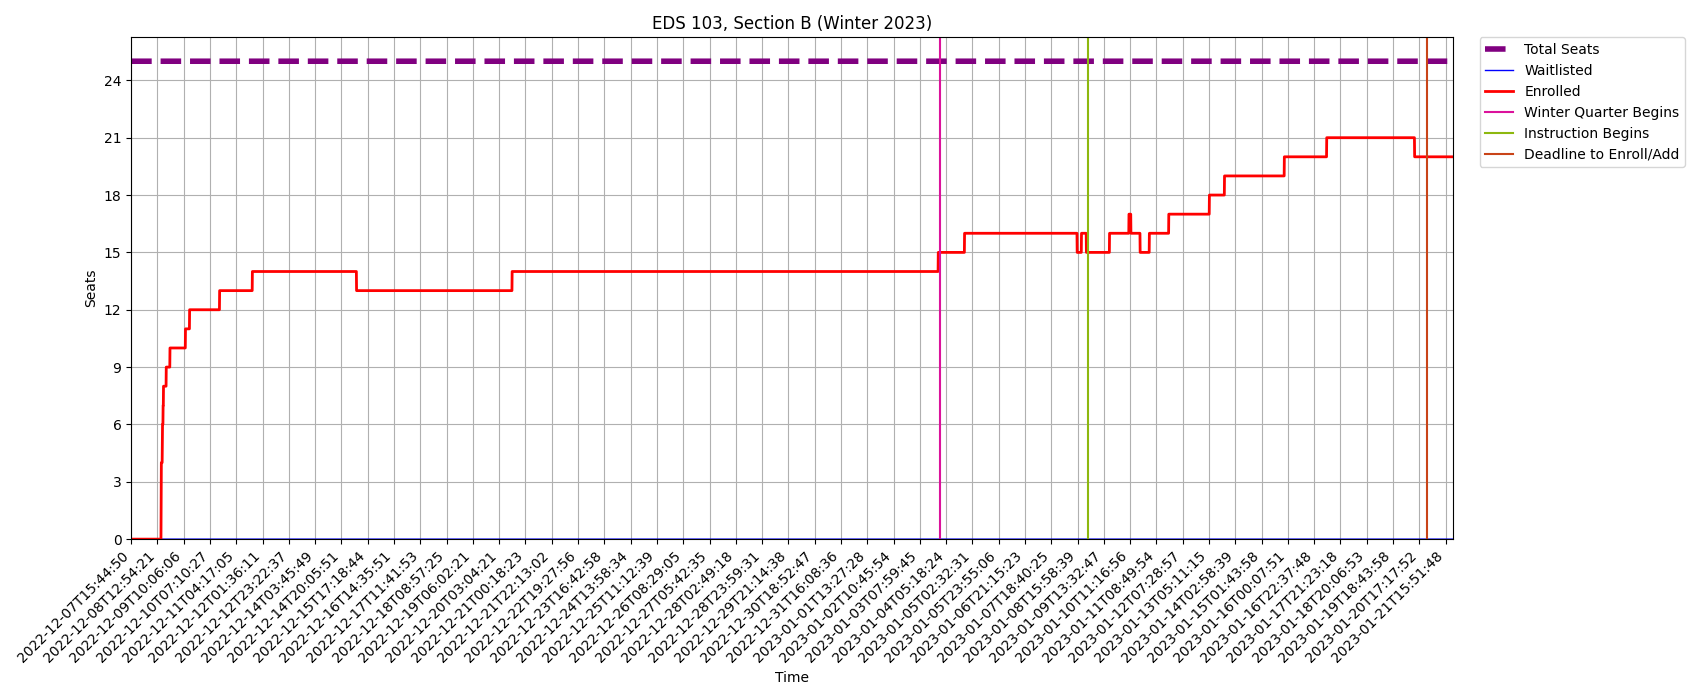 EDS 103, Section B (Winter 2023)
Total Seats
Waitlisted
Enrolled
Winter Quarter Begins
Instruction Begins
Deadline to Enroll/Add
Seats
24
21
18
15
12
9
6
3
0
2022-12-07T15:44:50
2022-12-08T12:54:21
2022-12-09T10:06:06
2022-12-10T07:10:27
2022-12-11T04:17:05
2022-12-12T01:36:11
2022-12-12T23:22:37
2022-12-14T03:45:49
2022-12-14T20:05:51
2022-12-15T17:18:44
2022-12-16T14:35:51
2022-12-17T11:41:53
2022-12-18T08:57:25
2022-12-19T06:02:21
2022-12-20T03:04:21
2022-12-21T00:18:23
2022-12-21T22:13:02
2022-12-22T19:27:56
2022-12-23T16:42:58
2022-12-24T13:58:34
2022-12-25T11:12:39
2022-12-26T08:29:05
2022-12-27T05:42:35
2022-12-28T02:49:18
2022-12-28T23:59:31
2022-12-29T21:14:38
2022-12-30T18:52:47
2022-12-31T16:08:36
2023-01-01T13:27:28
2023-01-02T10:45:54
2023-01-03T07:59:45
2023-01-04T05:18:24
2023-01-05T02:32:31
2023-01-05T23:55:06
2023-01-06T21:15:23
2023-01-07T18:40:25
2023-01-08T15:58:39
2023-01-09T13:32:47
2023-01-10T11:16:56
2023-01-11T08:49:54
2023-01-12T07:28:57
2023-01-13T05:11:15
2023-01-14T02:58:39
2023-01-15T01:43:58
2023-01-16T00:07:51
2023-01-16T22:37:48
2023-01-17T21:23:18
2023-01-18T20:06:53
2023-01-19T18:43:58
2023-01-20T17:17:52
2023-01-21T15:51:48
Time